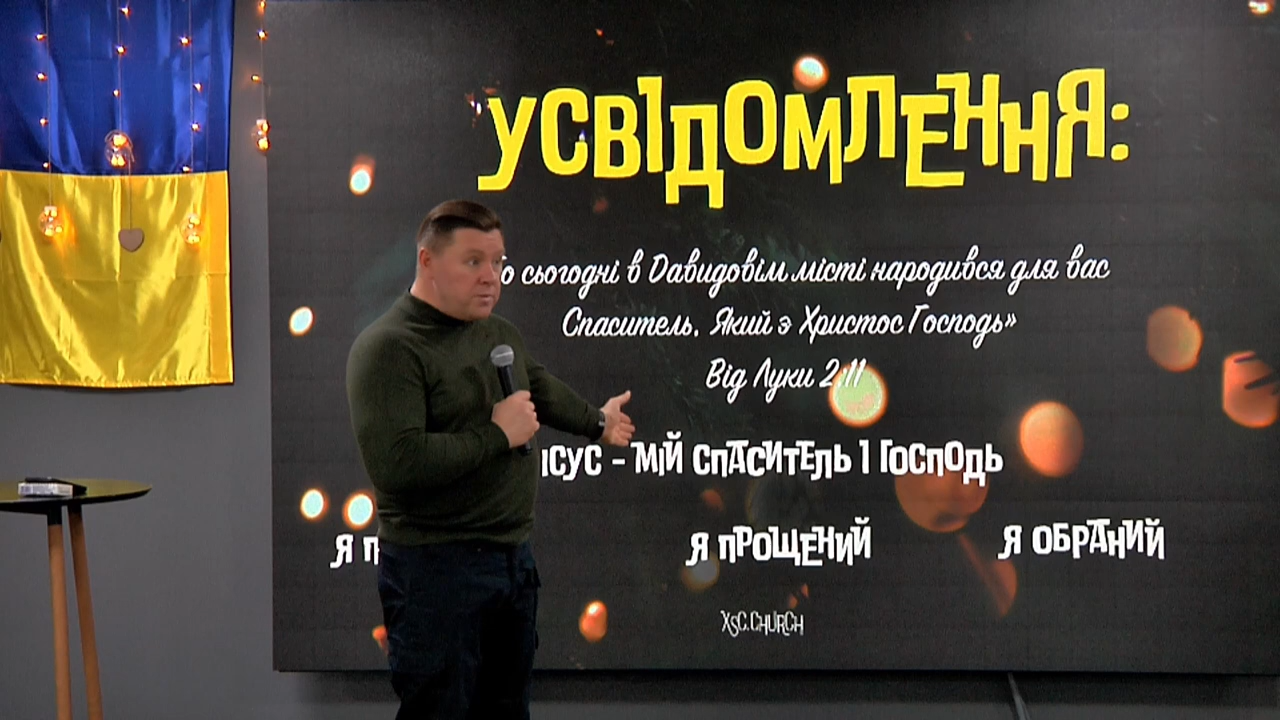 УСВІДОМЛЕННЯ:
сьогодні в Давидовім місті народився для вас
Спаситель, Який э Христос Господь»
Від Луки 2:11
ІСУС - МІЙ СПАСИТЕЛЬ І ГОСПОДЬ
Я ПРОЩЕНИЙ Я ОБРАНИЙ
XSC.CHURCH